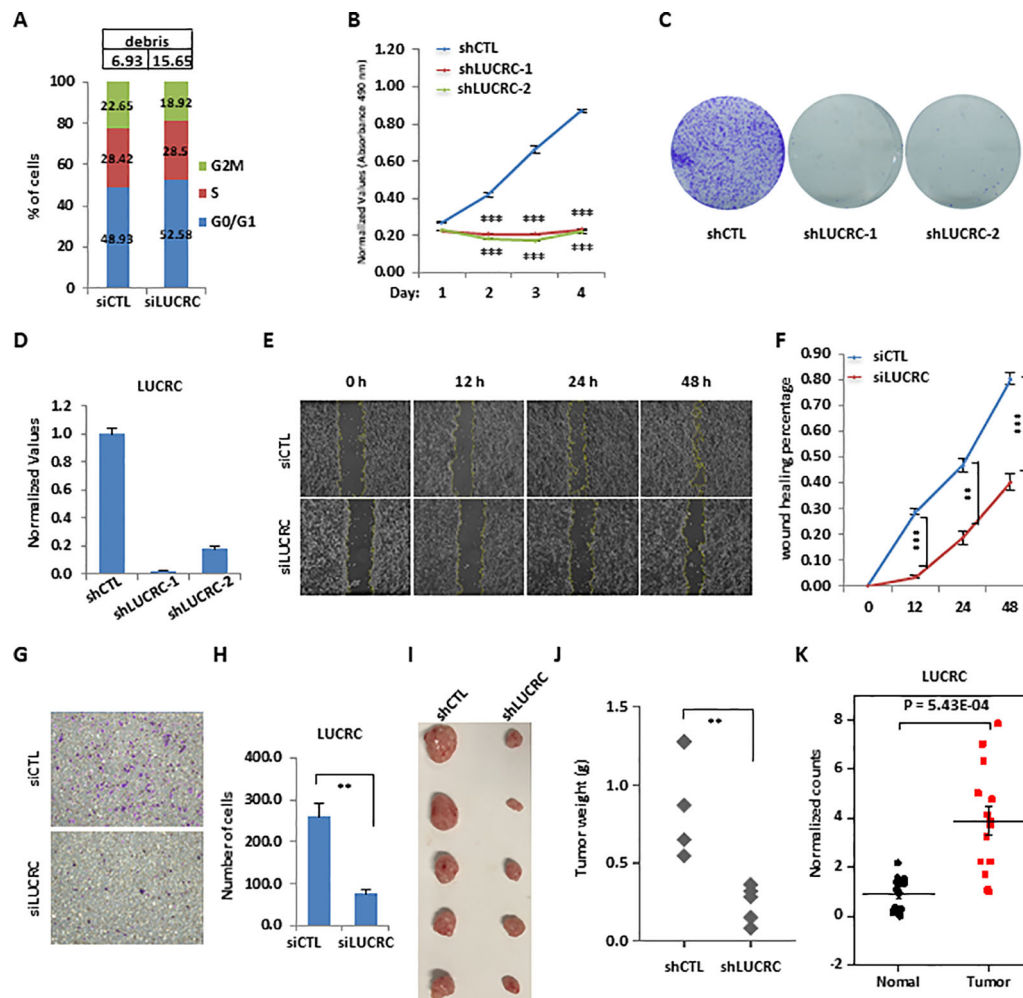 A
debris
6.93 15.65
100
80
60
40
20
0
% of cells
22.65
28.42
48.93
18.92
28.5
52.58
G2M
S
G0/G1
siCTL siLUCRC
B
shCTL
shLUCRC-1
shLUCRC-2
Normalized Values (Absorbance 490 nm)
1.20
1.00
0.80
0.60
0.40
0.20
0.00
‡‡‡ ‡‡‡ ‡‡‡
‡‡‡ ‡‡‡ ‡‡‡
Day: 1 2 3 4
C
shCTL shLUCRC-1 shLUCRC-2
D
LUCRC
Normalized Values
1.2
1.0
0.8
0.6
0.4
0.2
0.0
shCTL shLUCRC-1 shLUCRC-2
E
0 h 12 h 24 h 48 h
siCTL
siLUCRC
F
siCTL
siLUCRC
wound healing percentage
0.90
0.80
0.70
0.60
0.50
0.40
0.30
0.20
0.10
0.00
0 12 24 48
G
siCTL
siLUCRC
H
LUCRC
Number of cells
400.0
300.0
200.0
100.0
0.0
siCTL siLUCRC
I
shCTL shLUCRC
J
Tumor weight (g)
1.5
1.0
0.5
0.0
shCTL shLUCRC
K
LUCRC
P = 5.43E-04
Normalized counts
8
6
4
2
0
-2
Nomal Tumor